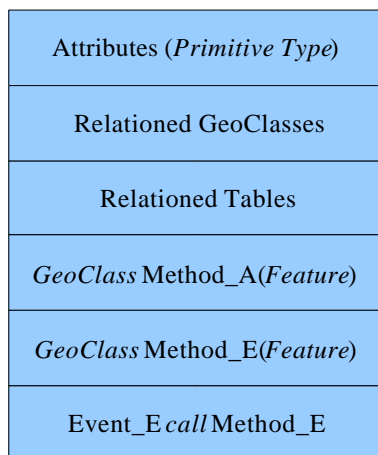 Attributes (Primitive Type)
Relationed GeoClasses
Relationed Tables
GeoClass Method_A(Feature)
GeoClass Method_E(Feature)
Event_E call Method_E